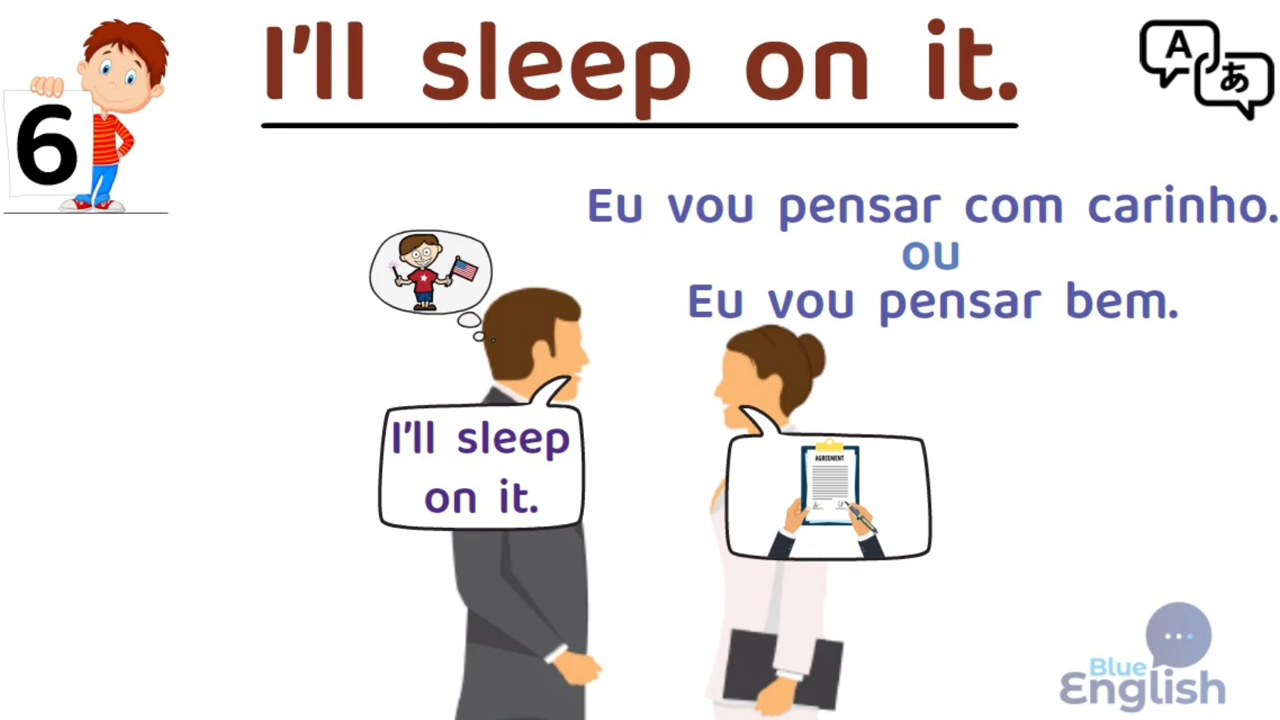 6
I'll sleep on it.
A
あ
Eu vou pensar com carinho.
ou
Eu vou pensar bem.
I'll sleep
on it.
AGREEMENT
Blue
English